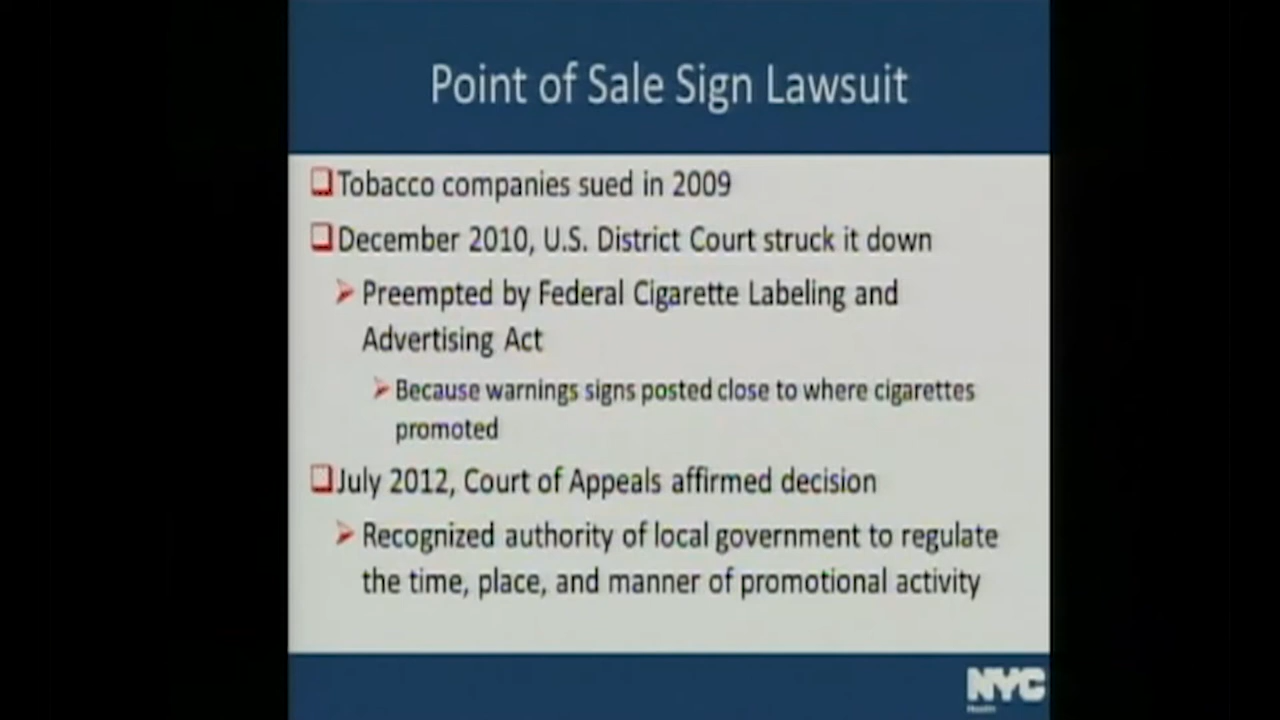 Point of Sale Sign Lawsuit
Tobacco companies sued in 2009
December 2010, U.S. District Court struck it down
Preempted by Federal Cigarette Labeling and
Advertising Act
Because warnings signs posted close to where cigarettes
promoted
July 2012, Court of Appeals affirmed decision
Recognized authority of local government to regulate
the time, place, and manner of promotional activity
NYC
Health